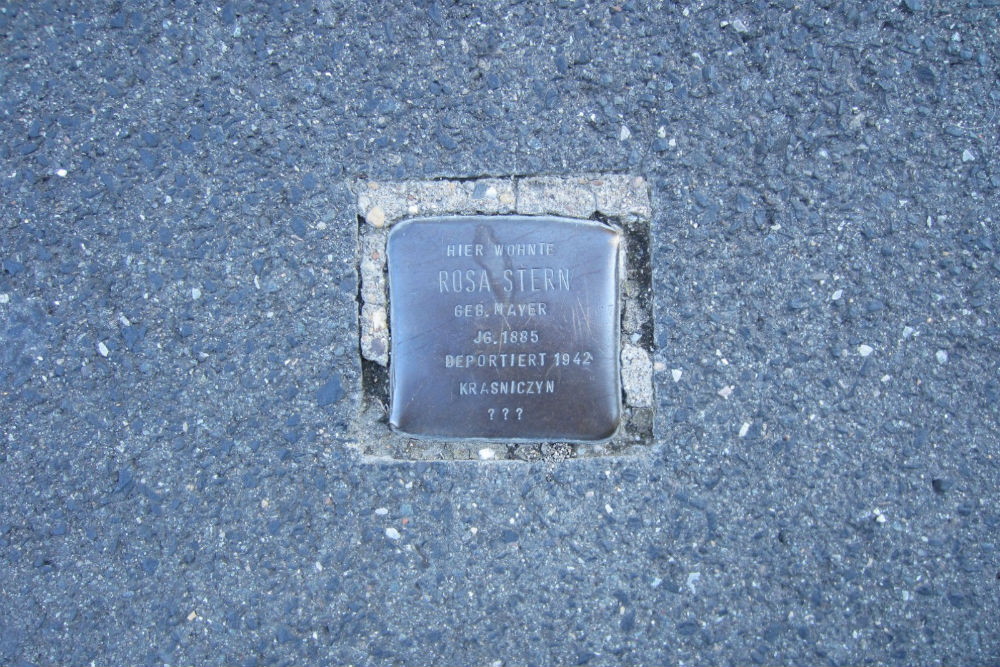 HIER WOHNTE
ROSA STERN
GEB. MAYER
JG. 1885
DEPORTIERT 1942
KRASNICZYN
???